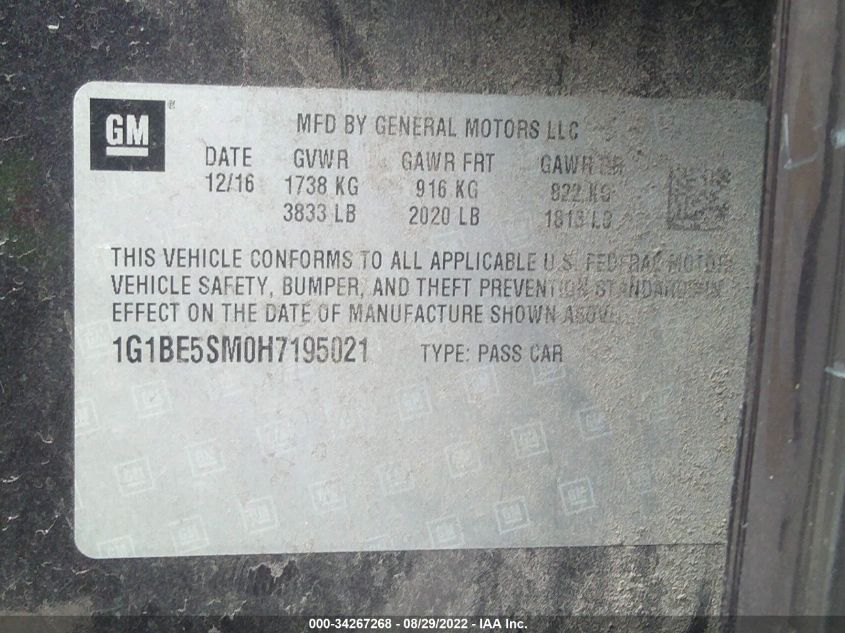 GM ®
MFD BY GENERAL MOTORS LLC
DATE GVWR GAWR FRT GAWR RR
12/16 1738 KG 916 KG 822 KG
3833 LB 2020 LB 1813 LB
THIS VEHICLE CONFORMS TO ALL APPLICABLE U.S. FEDERAL MOTOR
VEHICLE SAFETY, BUMPER, AND THEFT PREVENTION STANDARDS IN
EFFECT ON THE DATE OF MANUFACTURE SHOWN ABOVE.
1G1BE5SM0H7195021 TYPE: PASS CAR
000-34267268 - 08/29/2022 - IAA Inc.